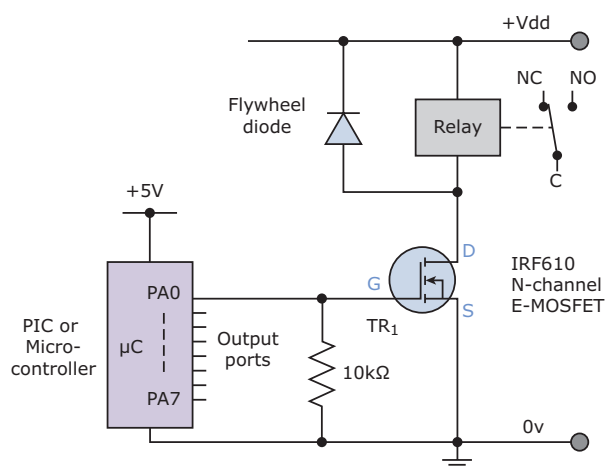 +Vdd
NC NO
Flywheel
diode
Relay
C
+5V
D
IRF610
N-channel
E-MOSFET
G
S
PA0
TR1
PIC or
Micro-
controller
μC
Output
ports
10kΩ
PA7
0v